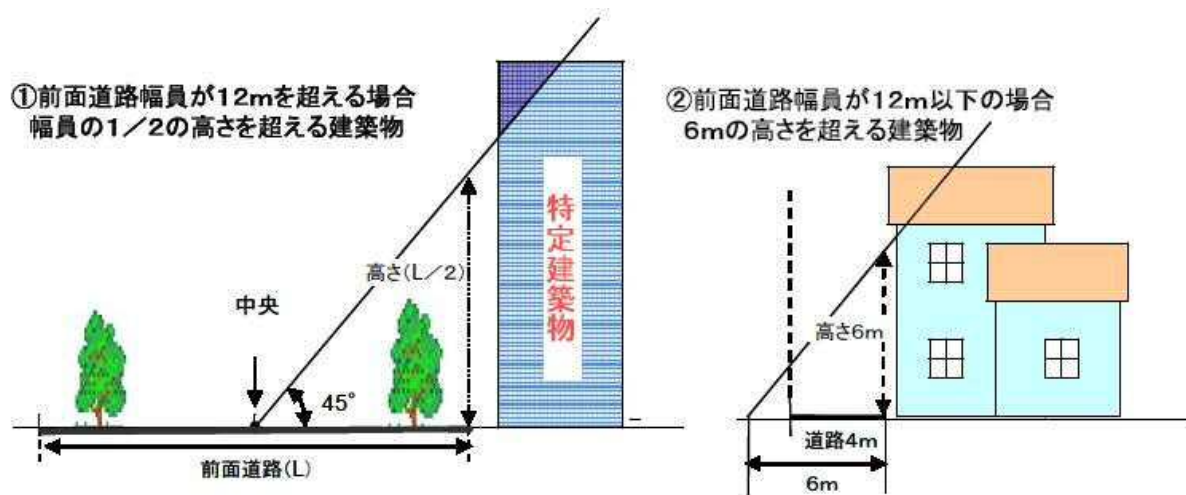 ①前面道路幅員が12mを超える場合
幅員の1/2の高さを超える建築物
中央
高さ(L/2)
45°
前面道路(L)
特定建築物
②前面道路幅員が12m以下の場合
6mの高さを超える建築物
高さ6m
道路4m
6m